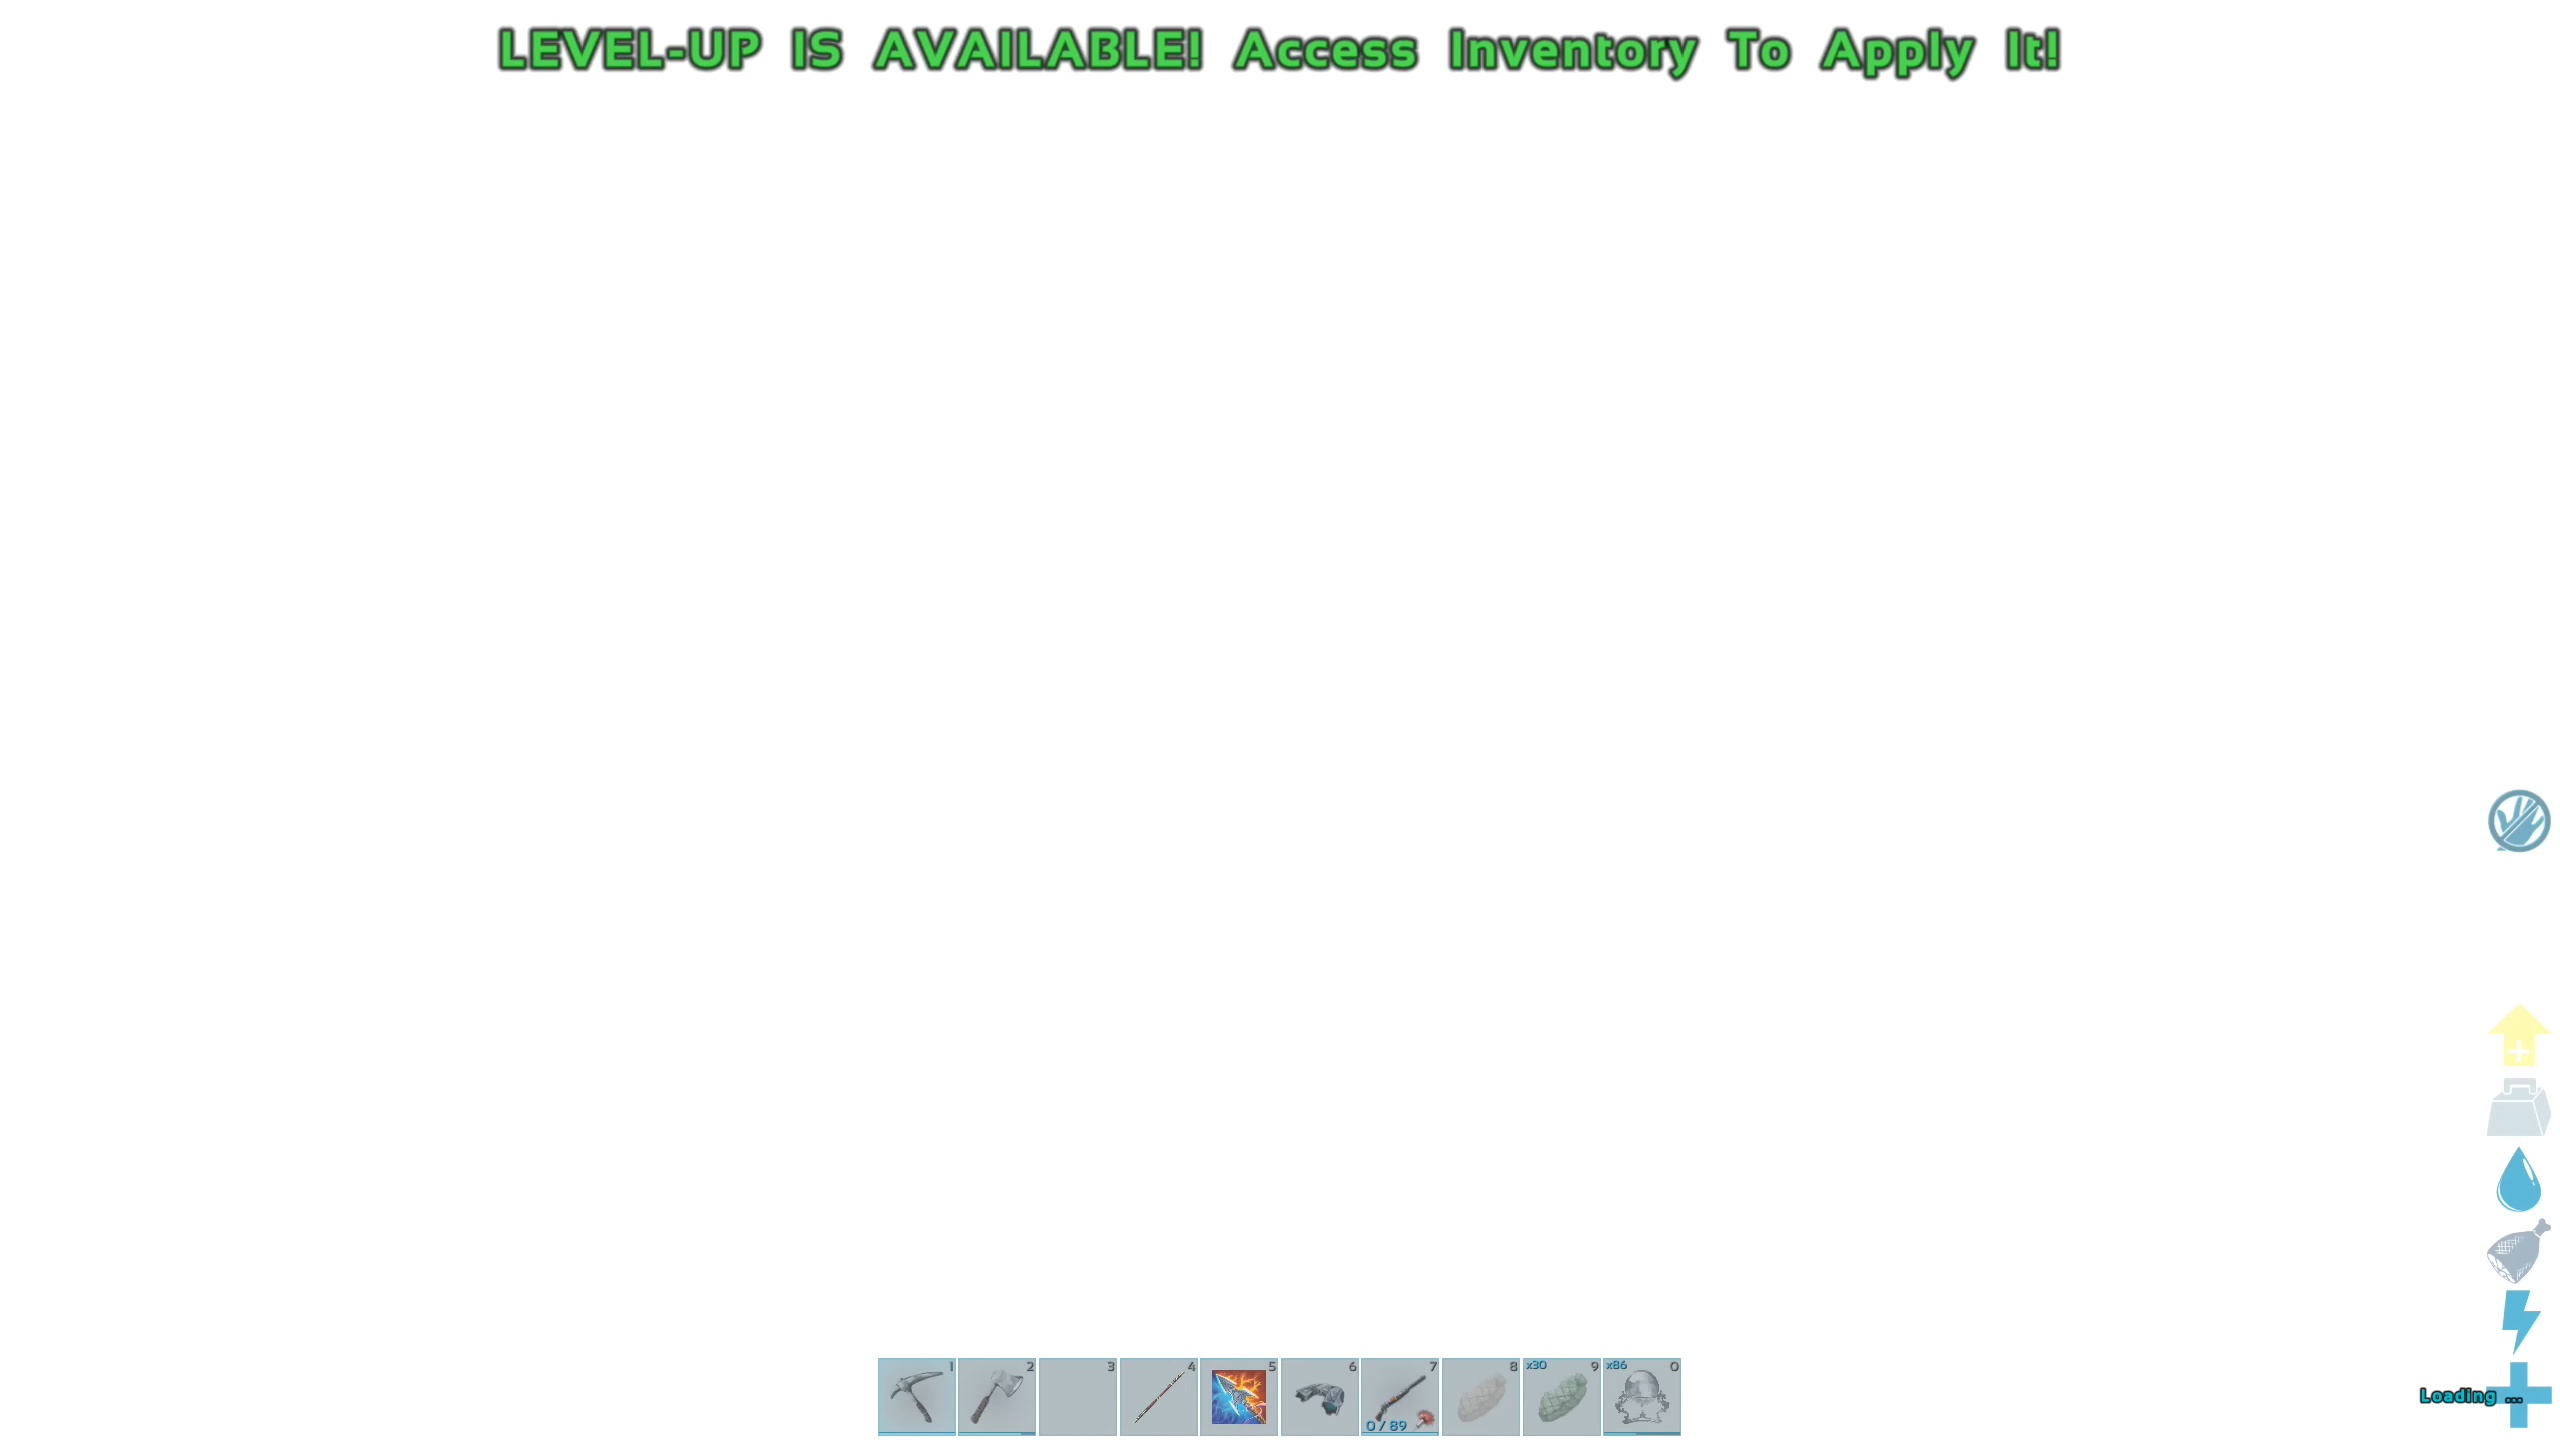 LEVEL-UP IS AVAILABLE! Access Inventory To Apply It!
1 2 3 4 5 6 7 8 x30 9 x86 0
0 / 89
Loading ...